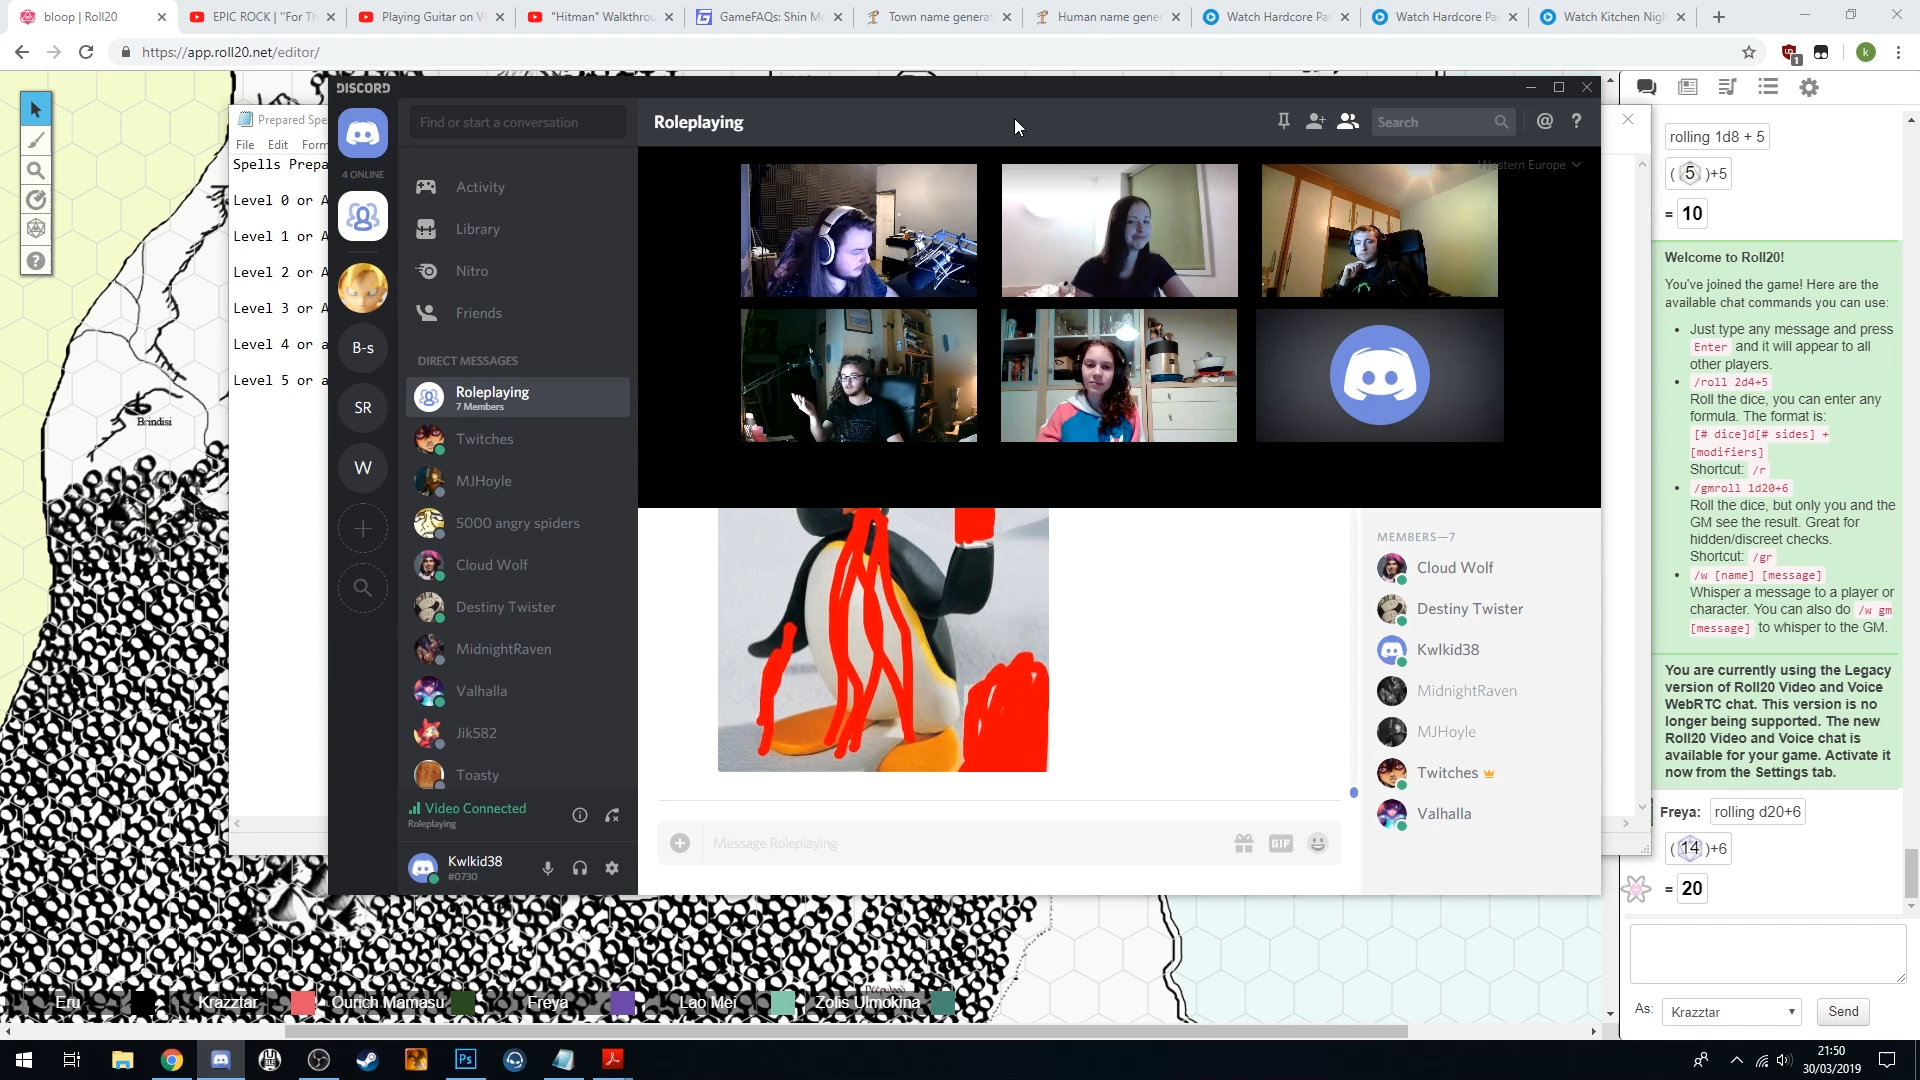 bloop | Roll20
EPIC ROCK | "For Th
Playing Guitar on V
"Hitman" Walkthrou
GameFAQs: Shin M
Town name generat
Human name gene
Watch Hardcore Pa
Watch Hardcore Pa
Watch Kitchen Nigh
https://app.roll20.net/editor/
1
k
Prepared Spe
File Edit Form
Spells Prepa
Level 0 or A
Level 1 or A
Level 2 or A
Level 3 or A
Level 4 or a
Level 5 or a
Brindisi
DISCORD
4 ONLINE
B-s
SR
W
Find or start a conversation
Activity
Library
Nitro
Friends
DIRECT MESSAGES
Roleplaying
7 Members
Twitches
MJHoyle
5000 angry spiders
Cloud Wolf
Destiny Twister
MidnightRaven
Valhalla
Jik582
Toasty
Video Connected
Roleplaying
Kwlkid38
#0730
Roleplaying
Search
@ ?
Western Europe
Message Roleplaying
GIF
MEMBERS—7
Cloud Wolf
Destiny Twister
Kwlkid38
MidnightRaven
MJHoyle
Twitches
Valhalla
rolling 1d8 + 5
(5)+5
= 10
Welcome to Roll20!
You've joined the game! Here are the
available chat commands you can use:
Just type any message and press
Enter and it will appear to all
other players.
/roll 2d4+5
Roll the dice, you can enter any
formula. The format is:
[# dice]d[# sides] +
[modifiers]
Shortcut: /r
/gmroll 1d20+6
Roll the dice, but only you and the
GM see the result. Great for
hidden/discreet checks.
Shortcut: /gr
/w [name] [message]
Whisper a message to a player or
character. You can also do /w gm
[message] to whisper to the GM.
You are currently using the Legacy
version of Roll20 Video and Voice
WebRTC chat. This version is no
longer being supported. The new
Roll20 Video and Voice chat is
available for your game. Activate it
now from the Settings tab.
Freya: rolling d20+6
(14)+6
= 20
As: Krazztar Send
Eru
Krazztar
Ourich Mamasu
Freya
Lao Mei
Zolis Ulmokina
Ps
21:50
30/03/2019